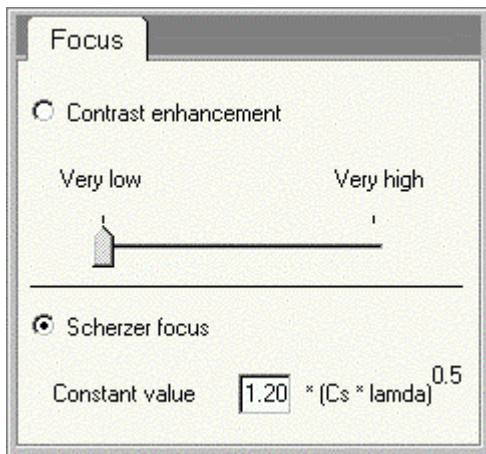 Focus
Contrast enhancement
Very low Very high
Scherzer focus
Constant value 1.20 * (Cs * lamda)0.5